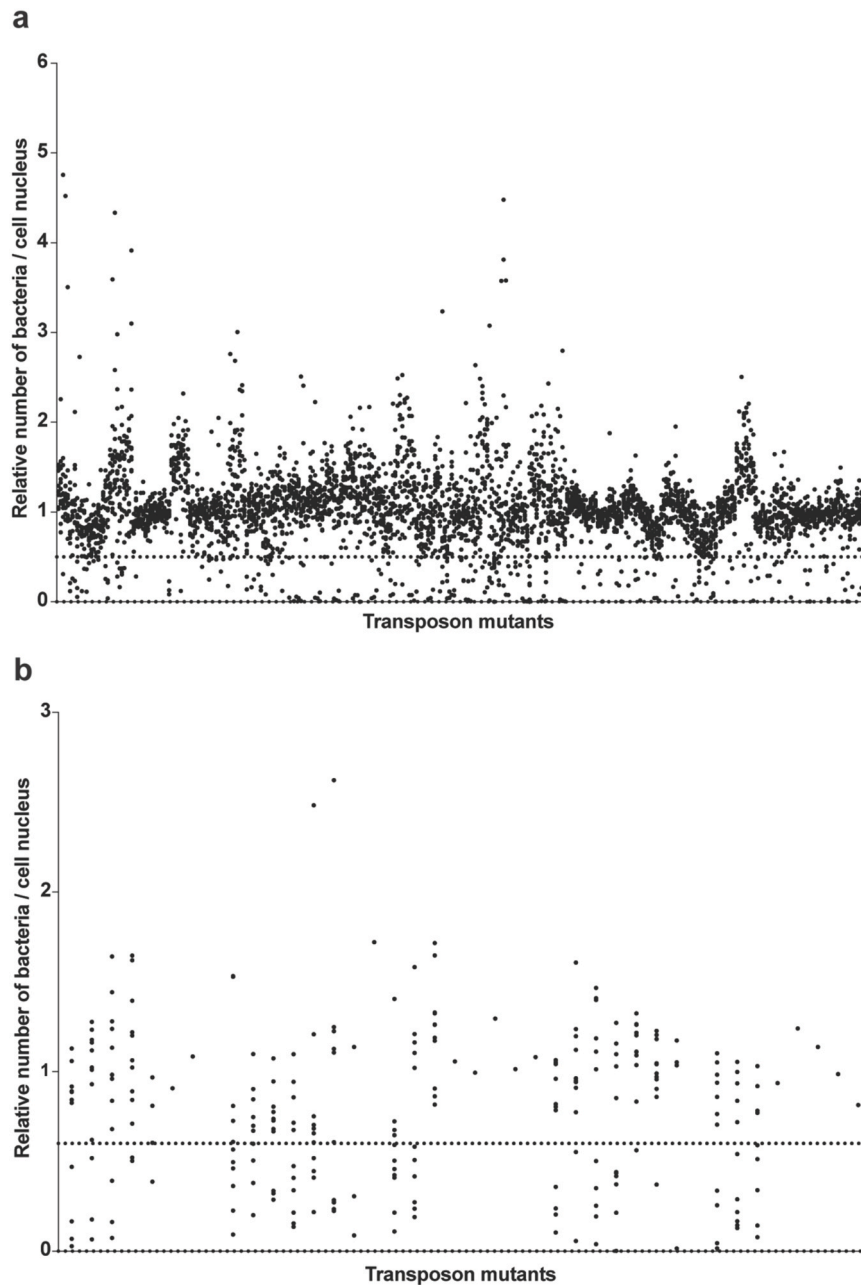 a
Relative number of bacteria / cell nucleus
6
5
4
3
2
1
0
Transposon mutants
b
Relative number of bacteria / cell nucleus
3
2
1
0
Transposon mutants